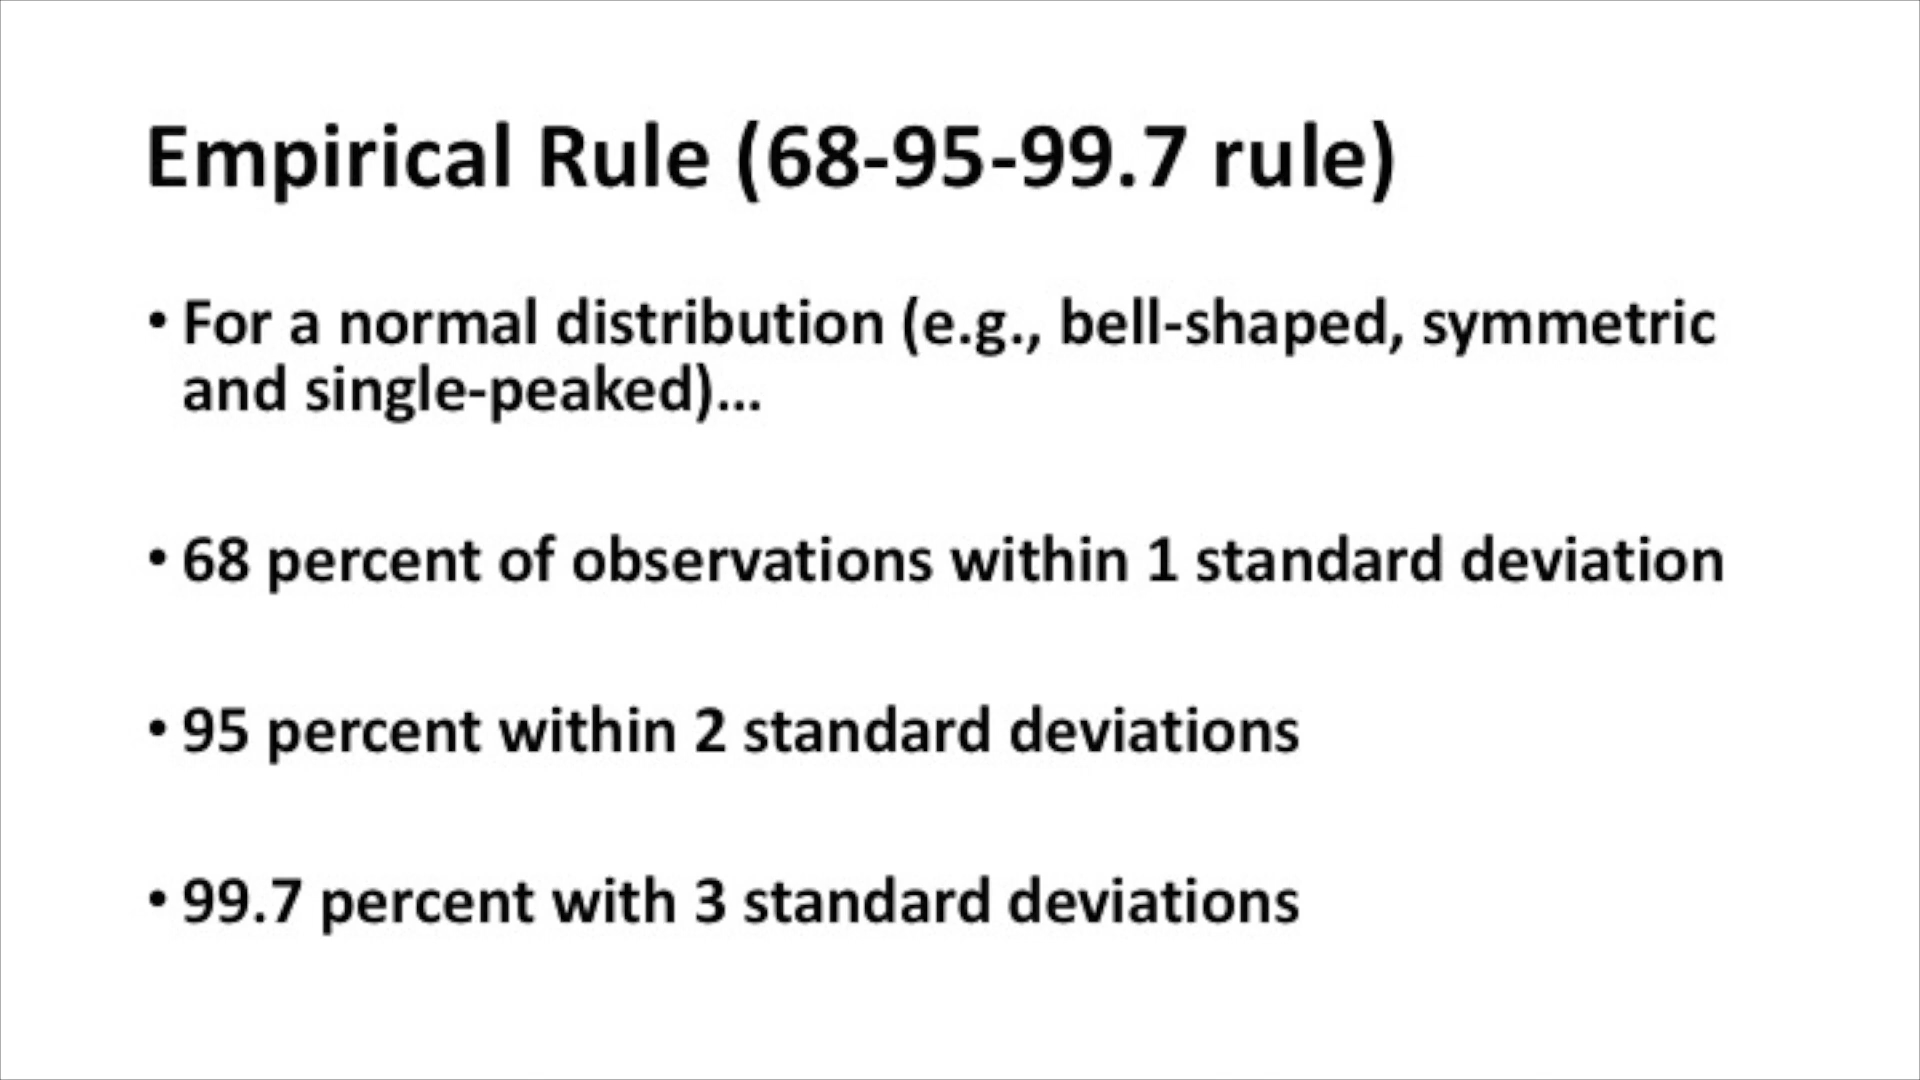 Empirical Rule (68-95-99.7 rule)
• For a normal distribution (e.g., bell-shaped, symmetric
and single-peaked)...
• 68 percent of observations within 1 standard deviation
• 95 percent within 2 standard deviations
• 99.7 percent with 3 standard deviations